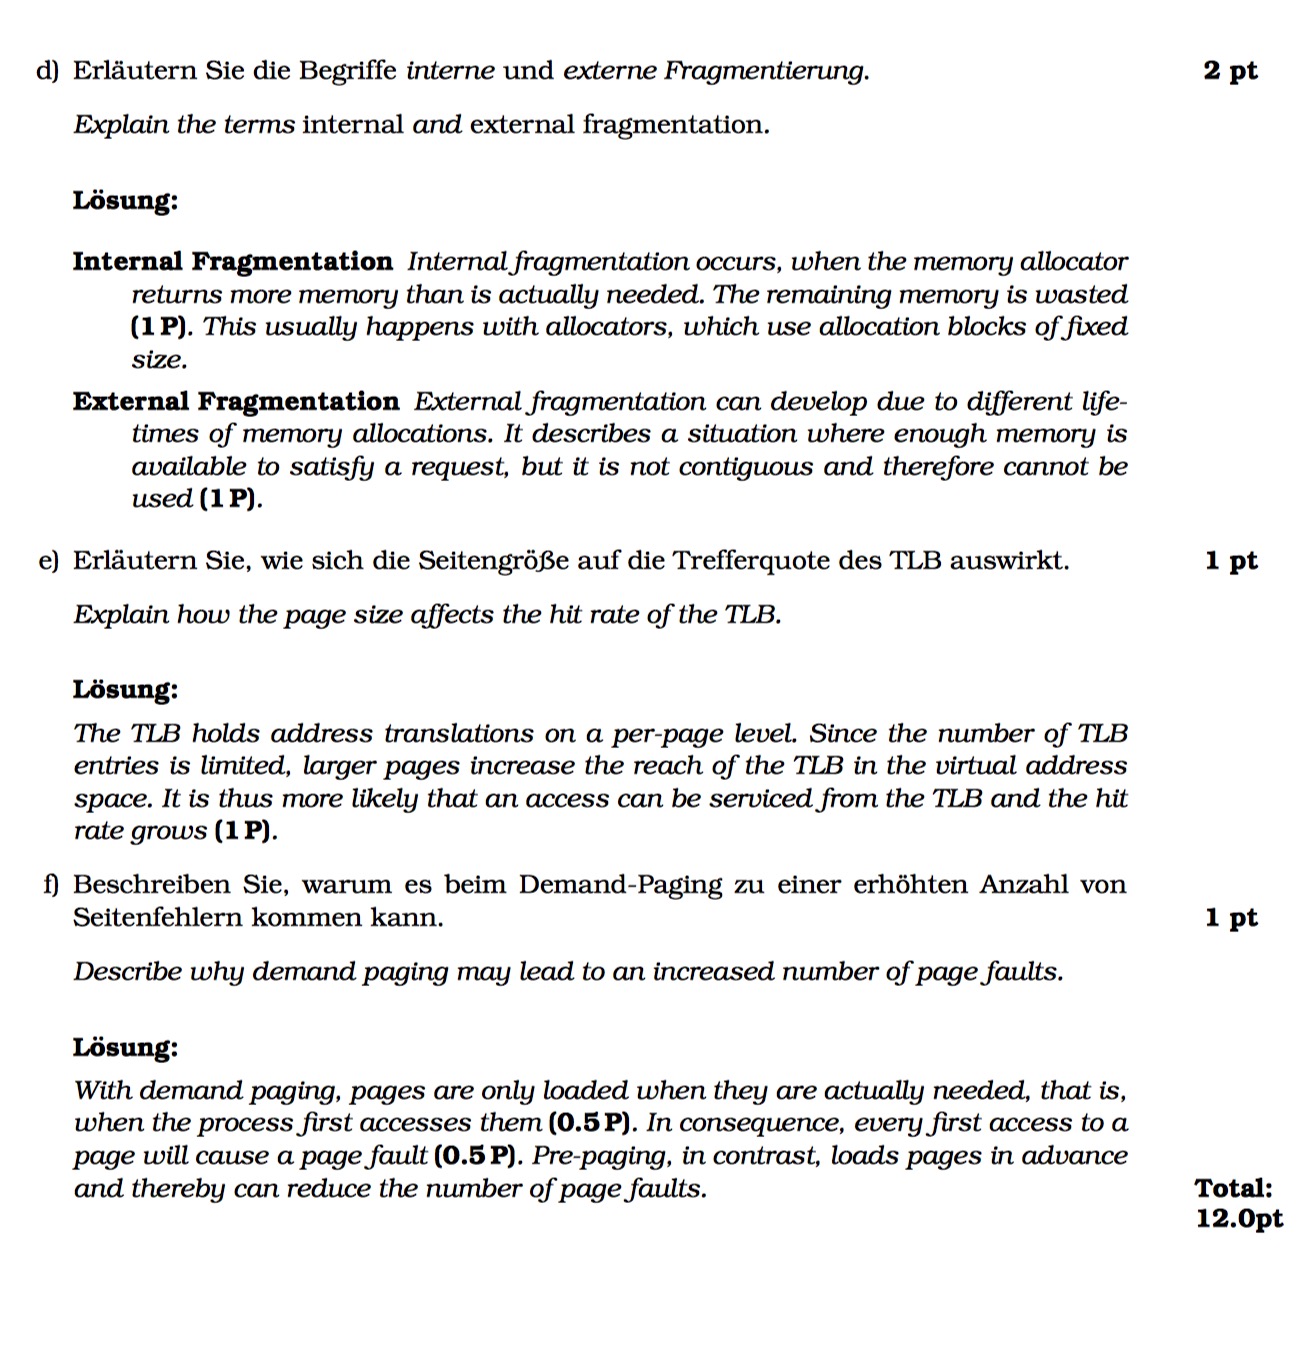 d) Erläutern Sie die Begriffe interne und externe Fragmentierung. 2 pt
Explain the terms internal and external fragmentation.
Lösung:
Internal Fragmentation Internal fragmentation occurs, when the memory allocator
returns more memory than is actually needed. The remaining memory is wasted
(1 P). This usually happens with allocators, which use allocation blocks of fixed
size.
External Fragmentation External fragmentation can develop due to different life-
times of memory allocations. It describes a situation where enough memory is
available to satisfy a request, but it is not contiguous and therefore cannot be
used (1 P).
e) Erläutern Sie, wie sich die Seitengröße auf die Trefferquote des TLB auswirkt. 1 pt
Explain how the page size affects the hit rate of the TLB.
Lösung:
The TLB holds address translations on a per-page level. Since the number of TLB
entries is limited, larger pages increase the reach of the TLB in the virtual address
space. It is thus more likely that an access can be serviced from the TLB and the hit
rate grows (1 P).
f) Beschreiben Sie, warum es beim Demand-Paging zu einer erhöhten Anzahl von
Seitenfehlern kommen kann. 1 pt
Describe why demand paging may lead to an increased number of page faults.
Lösung:
With demand paging, pages are only loaded when they are actually needed, that is,
when the process first accesses them (0.5 P). In consequence, every first access to a
page will cause a page fault (0.5 P). Pre-paging, in contrast, loads pages in advance
and thereby can reduce the number of page faults. Total:
12.0pt